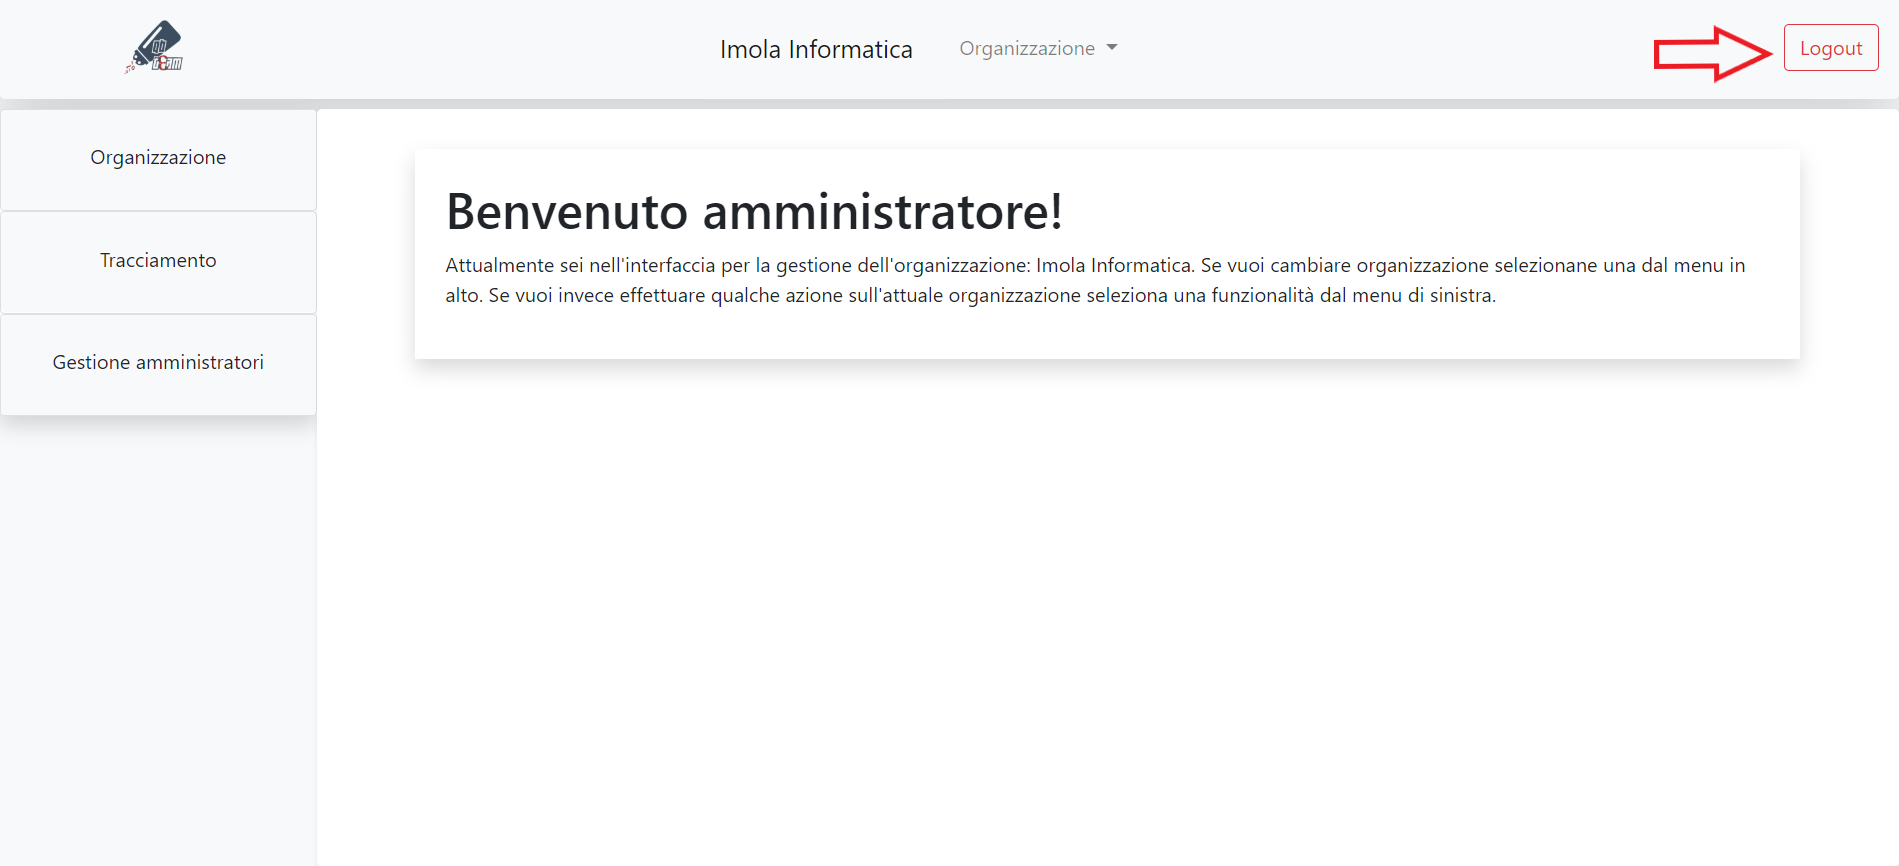 qb
team
Imola Informatica
Organizzazione
Logout
Organizzazione
Tracciamento
Gestione amministratori
Benvenuto amministratore!
Attualmente sei nell'interfaccia per la gestione dell'organizzazione: Imola Informatica. Se vuoi cambiare organizzazione selezionane una dal menu in
alto. Se vuoi invece effettuare qualche azione sull'attuale organizzazione seleziona una funzionalità dal menu di sinistra.